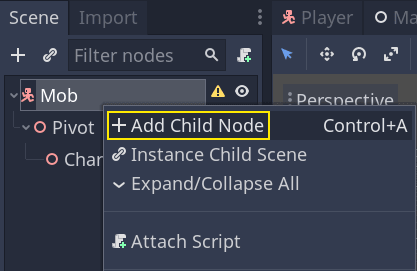 Scene Import Player Ma
Filter nodes
Mob
Perspective
Add Child Node Control+A
Pivot
Instance Child Scene
Char
Expand/Collapse All
Attach Script